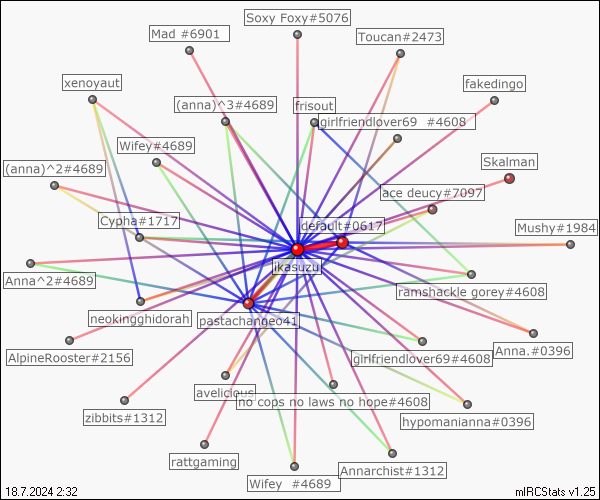 Soxy Foxy#5076
Mad #6901
Toucan#2473
xenoyaut
fakedingo
(anna)^3#4689
frisout
girlfriendlover69 #4608
Wifey#4689
Skalman
(anna)^2#4689
ace deucy#7097
Cypha#1717
default#0617
Mushy#1984
jikasuzu
Anna^2#4689
ramshackle gorey#4608
neokingghidorah
pastachange041
AlpineRooster#2156
girlfriendlover69#4608
Anna.#0396
avelicious
no cops no laws no hope#4608
zibbits#1312
hypomanianna#0396
rattgaming
Annarchist#1312
Wifey #4689
18.7.2024 2:32
mIRCStats v1.25